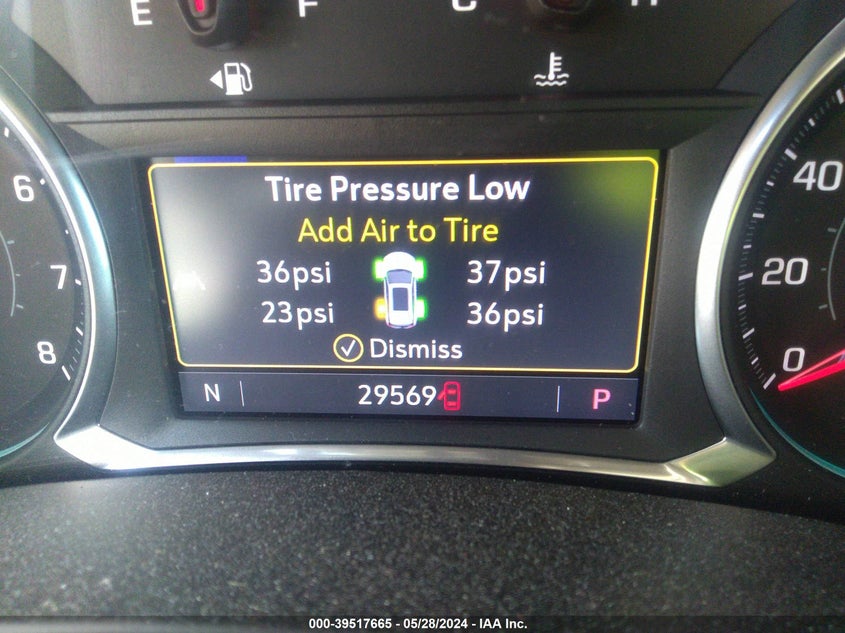 E F C H
6 7 8
40 20 0
Tire Pressure Low
Add Air to Tire
36psi 37psi
23psi 36psi
Dismiss
N 29569 P
000-39517665 - 05/28/2024 - IAA Inc.